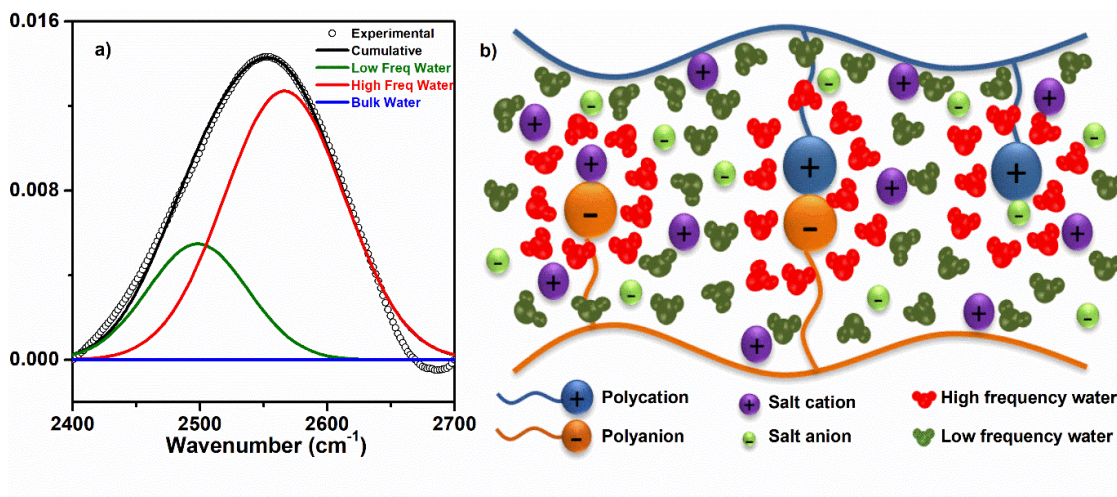 0.016
0.008
0.000
2400
2500
2600
2700
Wavenumber (cm-1)
a)
Experimental
Cumulative
Low Freq Water
High Freq Water
Bulk Water
b)
+ Polycation
- Polyanion
+ Salt cation
- Salt anion
High frequency water
Low frequency water